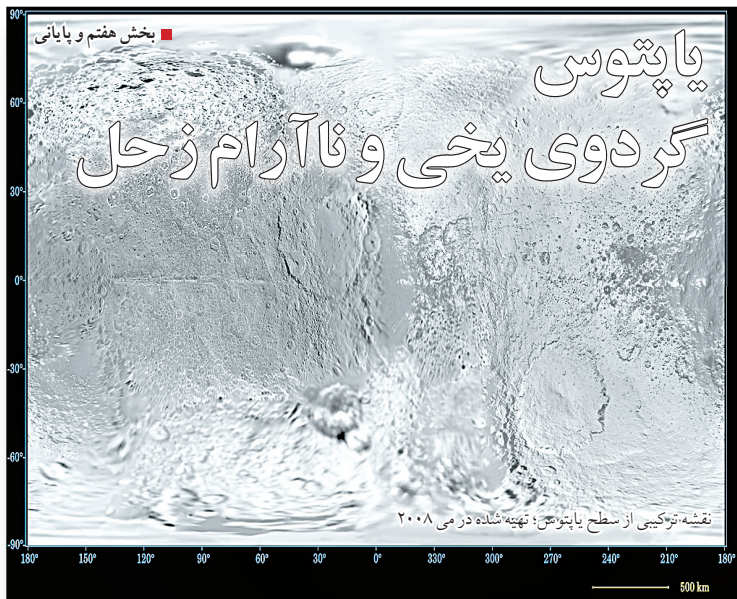 بخش هفتم و پایانی
یاپتوس
گردوی یخی و ناآرام زحل
نقشه ترکیبی از سطح یاپتوس؛ تهیه شده در می ۲۰۰۸
90°
60°
30°
0°
-30°
-60°
-90°
180° 150° 120° 90° 60° 30° 0° 330° 300° 270° 240° 210° 180°
500 km